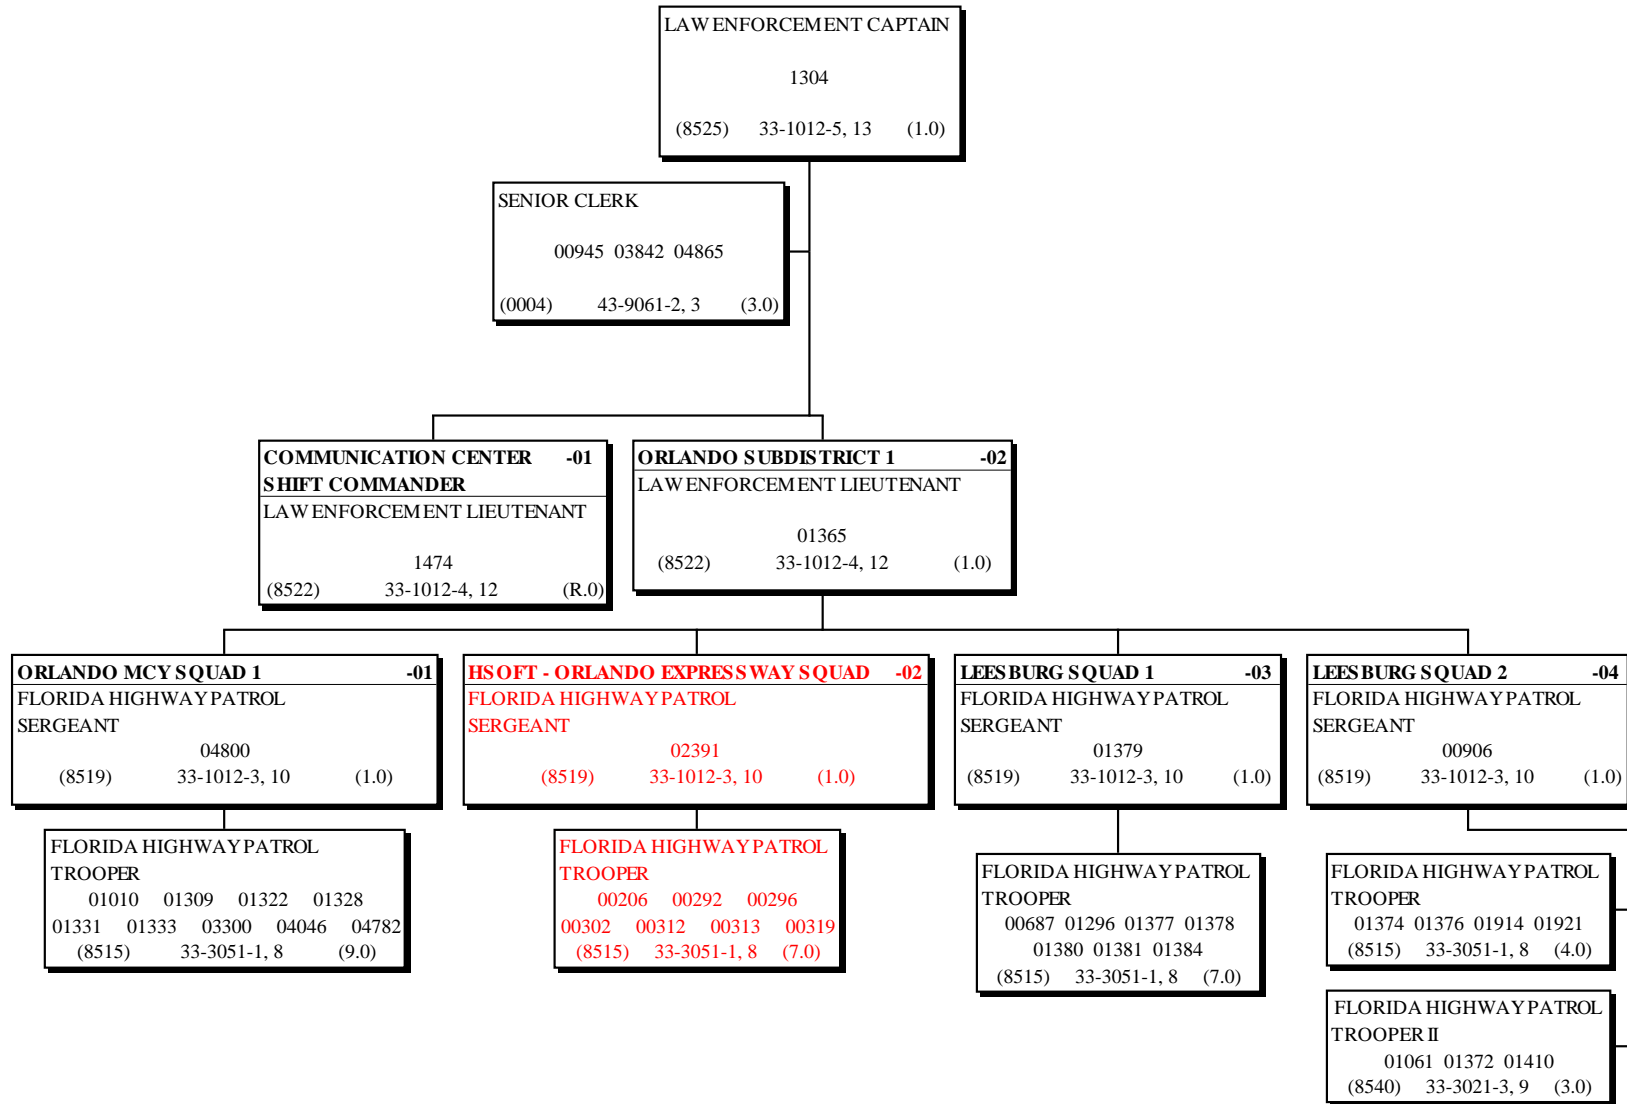 LAW ENFORCEMENT CAPTAIN
1304
(8525) 33-1012-5, 13 (1.0)
SENIOR CLERK
00945 03842 04865
(0004) 43-9061-2, 3 (3.0)
COMMUNICATION CENTER -01
SHIFT COMMANDER
LAW ENFORCEMENT LIEUTENANT
1474
(8522) 33-1012-4, 12 (R.0)
ORLANDO SUBDISTRICT 1 -02
LAW ENFORCEMENT LIEUTENANT
01365
(8522) 33-1012-4, 12 (1.0)
ORLANDO MCY SQUAD 1 -01
FLORIDA HIGHWAY PATROL
SERGEANT
04800
(8519) 33-1012-3, 10 (1.0)
FLORIDA HIGHWAY PATROL
TROOPER
01010 01309 01322 01328
01331 01333 03300 04046 04782
(8515) 33-3051-1, 8 (9.0)
HSOFT - ORLANDO EXPRESSWAY SQUAD -02
FLORIDA HIGHWAY PATROL
SERGEANT
02391
(8519) 33-1012-3, 10 (1.0)
FLORIDA HIGHWAY PATROL
TROOPER
00206 00292 00296
00302 00312 00313 00319
(8515) 33-3051-1, 8 (7.0)
LEESBURG SQUAD 1 -03
FLORIDA HIGHWAY PATROL
SERGEANT
01379
(8519) 33-1012-3, 10 (1.0)
FLORIDA HIGHWAY PATROL
TROOPER
00687 01296 01377 01378
01380 01381 01384
(8515) 33-3051-1, 8 (7.0)
LEESBURG SQUAD 2 -04
FLORIDA HIGHWAY PATROL
SERGEANT
00906
(8519) 33-1012-3, 10 (1.0)
FLORIDA HIGHWAY PATROL
TROOPER
01374 01376 01914 01921
(8515) 33-3051-1, 8 (4.0)
FLORIDA HIGHWAY PATROL
TROOPER II
01061 01372 01410
(8540) 33-3021-3, 9 (3.0)